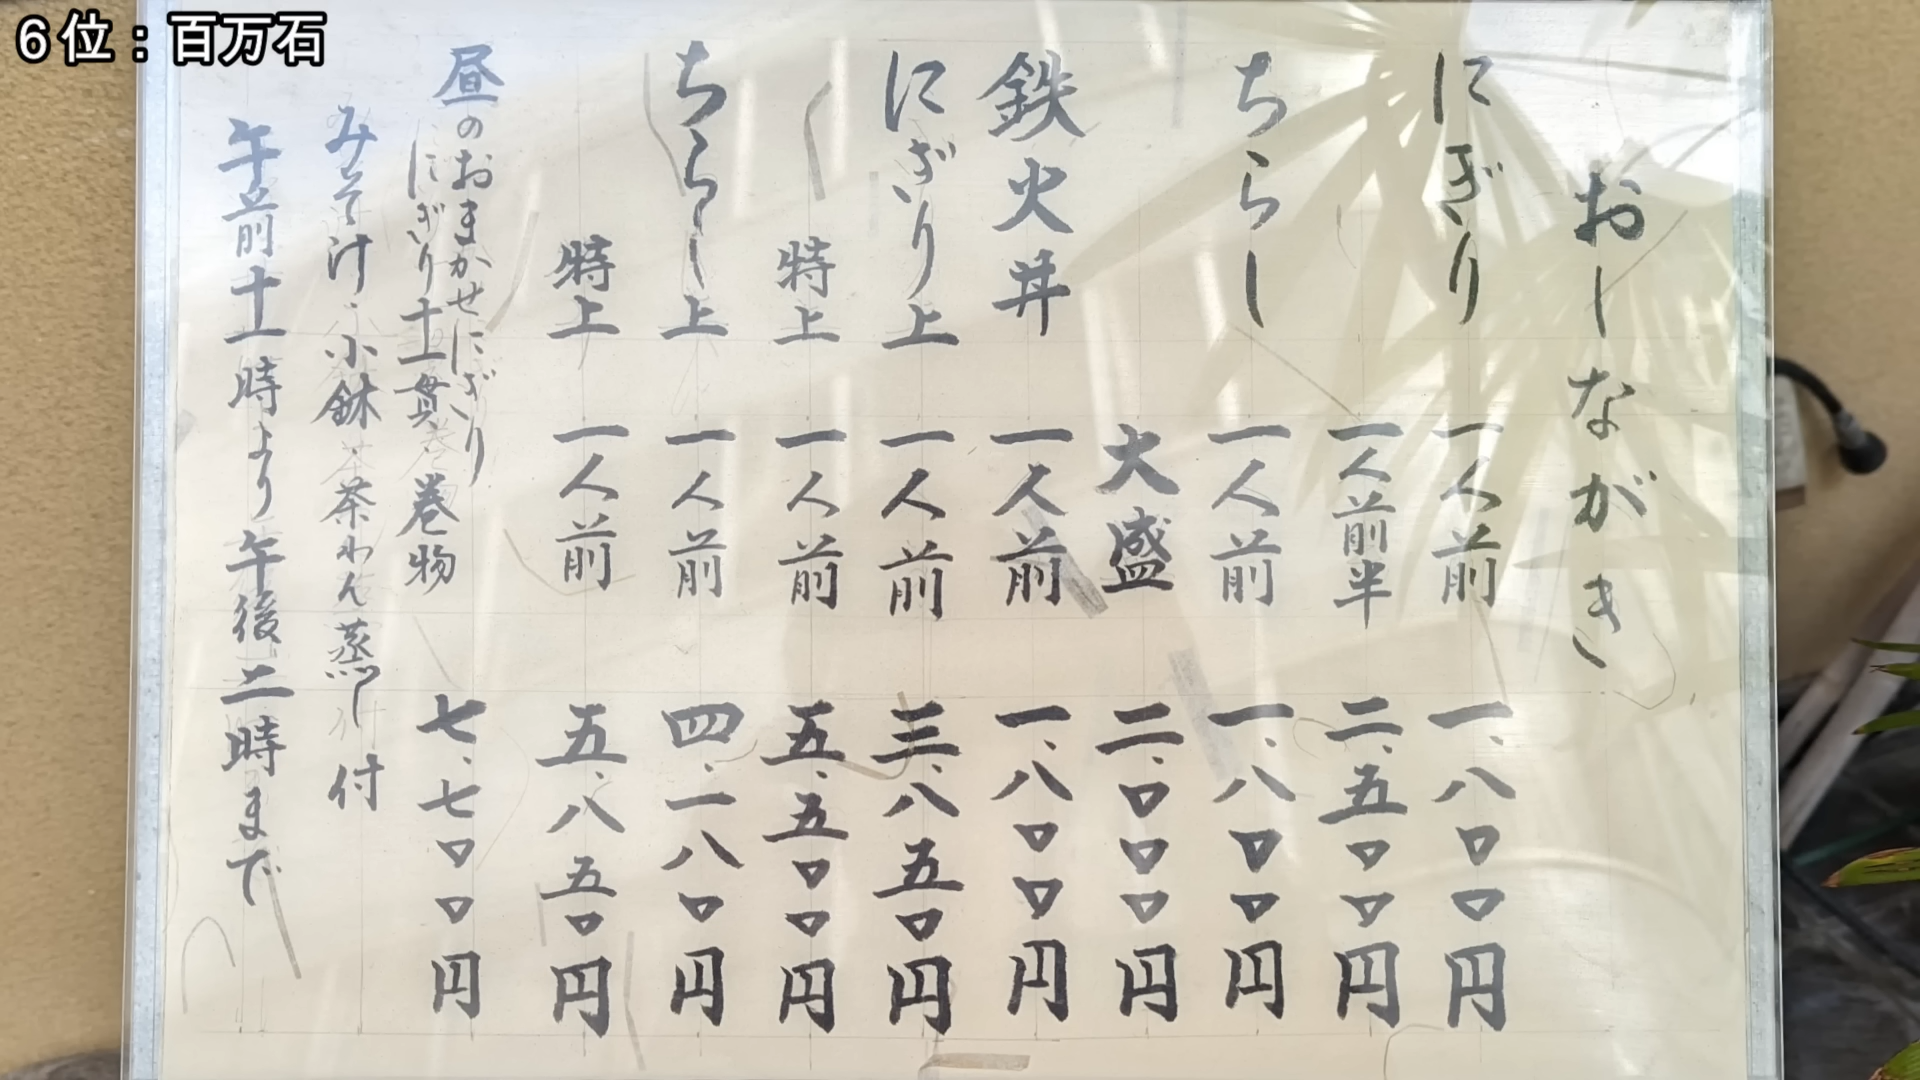 6位：百万石
おしながき
にぎり 一人前 一、八〇〇円
一人前半 二、五〇〇円
ちらし 一人前 一、八〇〇円
大盛 二、〇〇〇円
鉄火丼 一人前 一、八〇〇円
にぎり上 一人前 三、八五〇円
特上 一人前 五、五〇〇円
ちらし上 一人前 四、一八〇円
特上 一人前 五、八五〇円
昼のおまかせにぎり
にぎり十一貫、巻物 七、七〇〇円
みそ汁・小鉢・茶わん蒸し付
午前十一時より午後二時まで